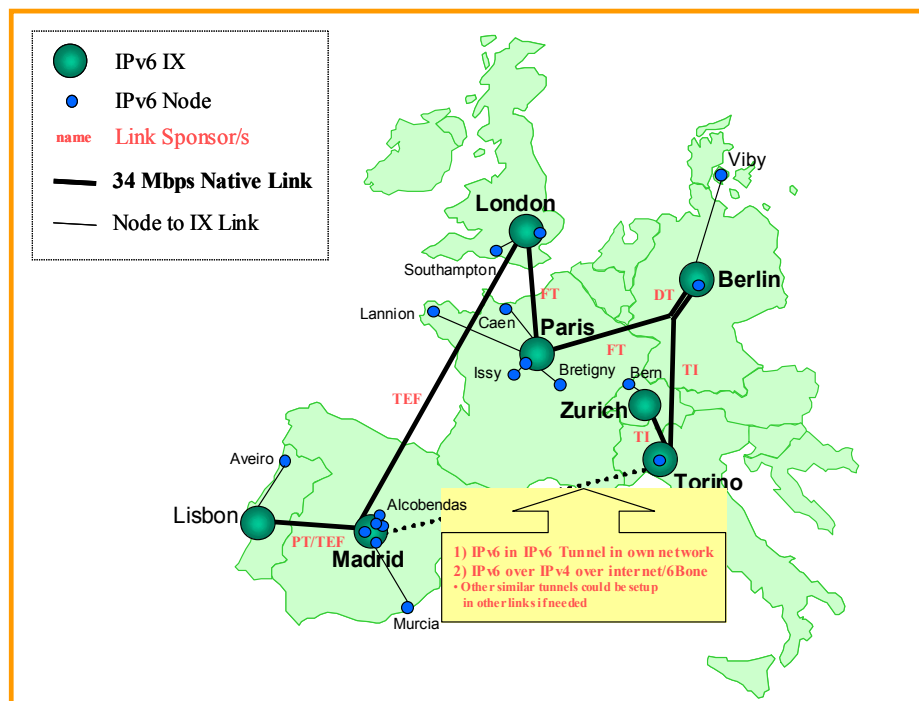 IPv6 IX
IPv6 Node
name Link Sponsor/s
34 Mbps Native Link
Node to IX Link
Viby
London
Southampton
Berlin
DT
FT
Lannion
Caen
Paris
FT
TI
Issy
Bretigny
Bern
Zurich
TEF
TI
Aveiro
Torino
Alcobendas
Lisbon
PT/TEF
Madrid
1) IPv6 in IPv6 Tunnel in own network
2) IPv6 over IPv4 over internet/6Bone
• Other similar tunnels could be setup
in other links if needed
Murcia